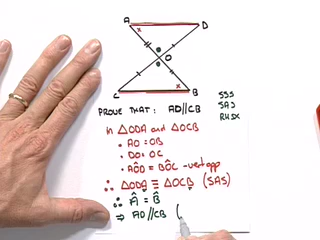 A D
x
O
x
C B
PROVE THAT: AD//CB
SSS
SAS
RHSX
In △ODA and △OCB
• AO = OB
• DO = OC
• AÔD = BÔC - vert opp
∴ △ODA ≡ △OCB (SAS)
∴ Â = B̂
⇒ AD//CB (